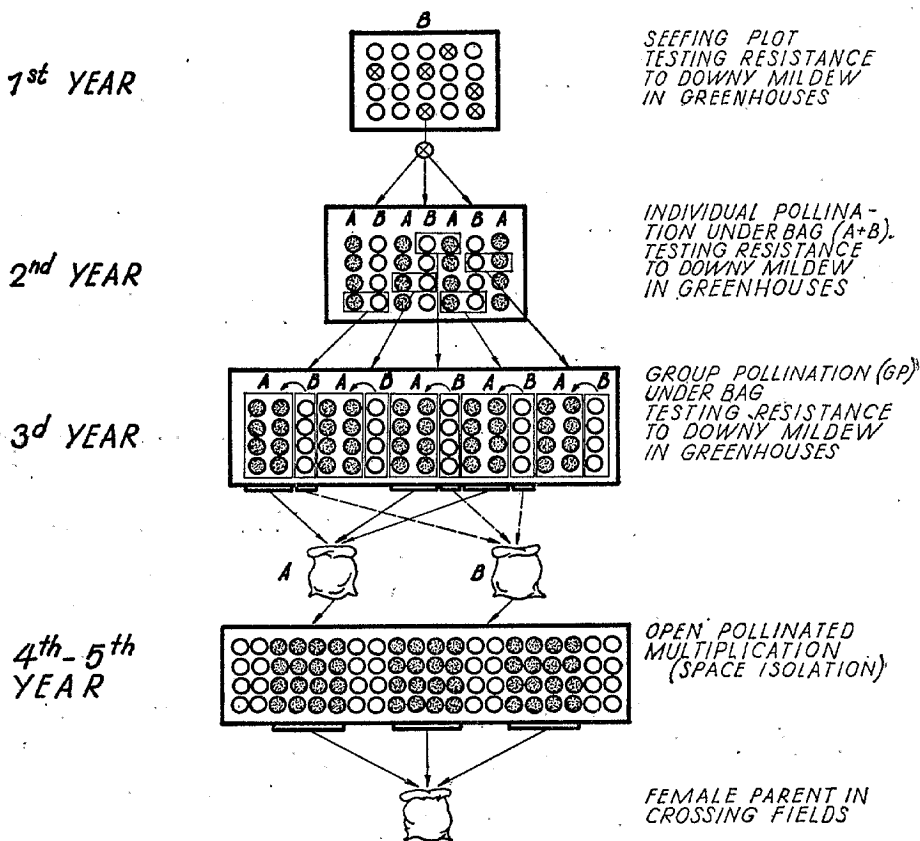 B
1st YEAR
SEEFING PLOT
TESTING RESISTANCE
TO DOWNY MILDEW
IN GREENHOUSES
A B A B A B A
2nd YEAR
INDIVIDUAL POLLINA-
TION UNDER BAG (A+B).
TESTING RESISTANCE
TO DOWNY MILDEW
IN GREENHOUSES
A B A B A B A B A B
3d YEAR
GROUP POLLINATION (GP)
UNDER BAG
TESTING RESISTANCE
TO DOWNY MILDEW
IN GREENHOUSES
A B
4th-5th
YEAR
OPEN POLLINATED
MULTIPLICATION
(SPACE ISOLATION)
FEMALE PARENT IN
CROSSING FIELDS